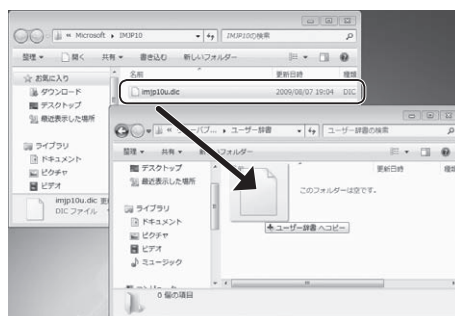 « Microsoft ▸ IMJP10
IMJP10の検索
整理 ▾
開く
共有 ▾
書き込む
新しいフォルダー
お気に入り
ダウンロード
デスクトップ
最近表示した場所
ライブラリ
ドキュメント
ピクチャ
ビデオ
名前
更新日時
種類
imjp10u.dic
2009/08/07 19:04
DIC
imjp10u.dic
DIC ファイル
▸ ユーザー辞書
ユーザー辞書の検索
整理 ▾
共有 ▾
フォルダー
デスクトップ
最近表示した場所
ライブラリ
ドキュメント
ピクチャ
ビデオ
ミュージック
更新日時
このフォルダーは空です。
ユーザー辞書 へコピー
0 個の項目